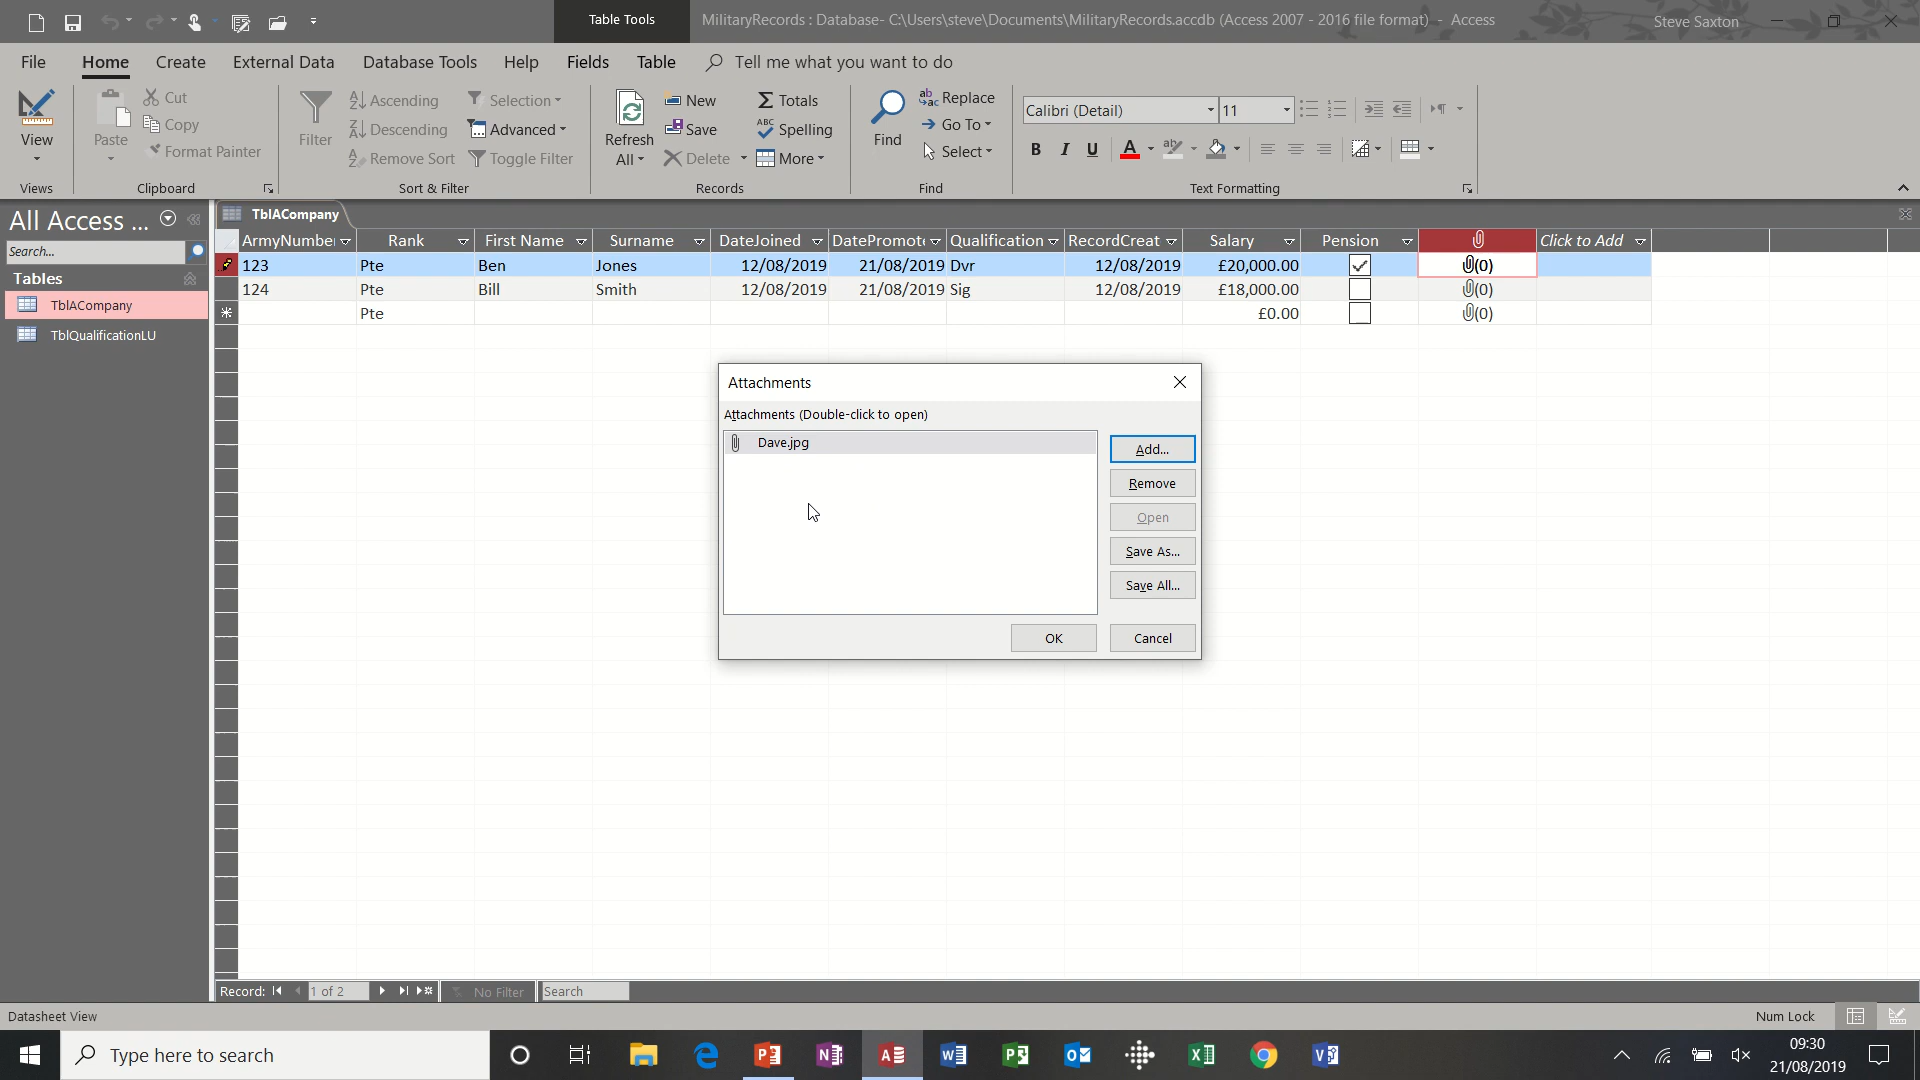 Table Tools
MilitaryRecords : Database- C:\Users\steve\Documents\MilitaryRecords.accdb (Access 2007 - 2016 file format) - Access
Steve Saxton
File Home Create External Data Database Tools Help Fields Table Tell me what you want to do
View
Views
Paste
Cut
Copy
Format Painter
Clipboard
Filter
Ascending
Descending
Remove Sort
Selection
Advanced
Toggle Filter
Sort & Filter
Refresh
All
New
Save
Delete
Totals
Spelling
More
Records
Find
Replace
Go To
Select
Find
Calibri (Detail) 11
B I U A
Text Formatting
All Access ...
Search...
Tables
TblACompany
TblQualificationLU
TblACompany
ArmyNumber Rank First Name Surname DateJoined DatePromote Qualification RecordCreat Salary Pension Click to Add
123 Pte Ben Jones 12/08/2019 21/08/2019 Dvr 12/08/2019 £20,000.00 (0)
124 Pte Bill Smith 12/08/2019 21/08/2019 Sig 12/08/2019 £18,000.00 (0)
Pte £0.00 (0)
Attachments
Attachments (Double-click to open)
Dave.jpg
Add...
Remove
Open
Save As...
Save All...
OK Cancel
Record: 1 of 2 No Filter Search
Datasheet View
Num Lock
Type here to search
09:30
21/08/2019